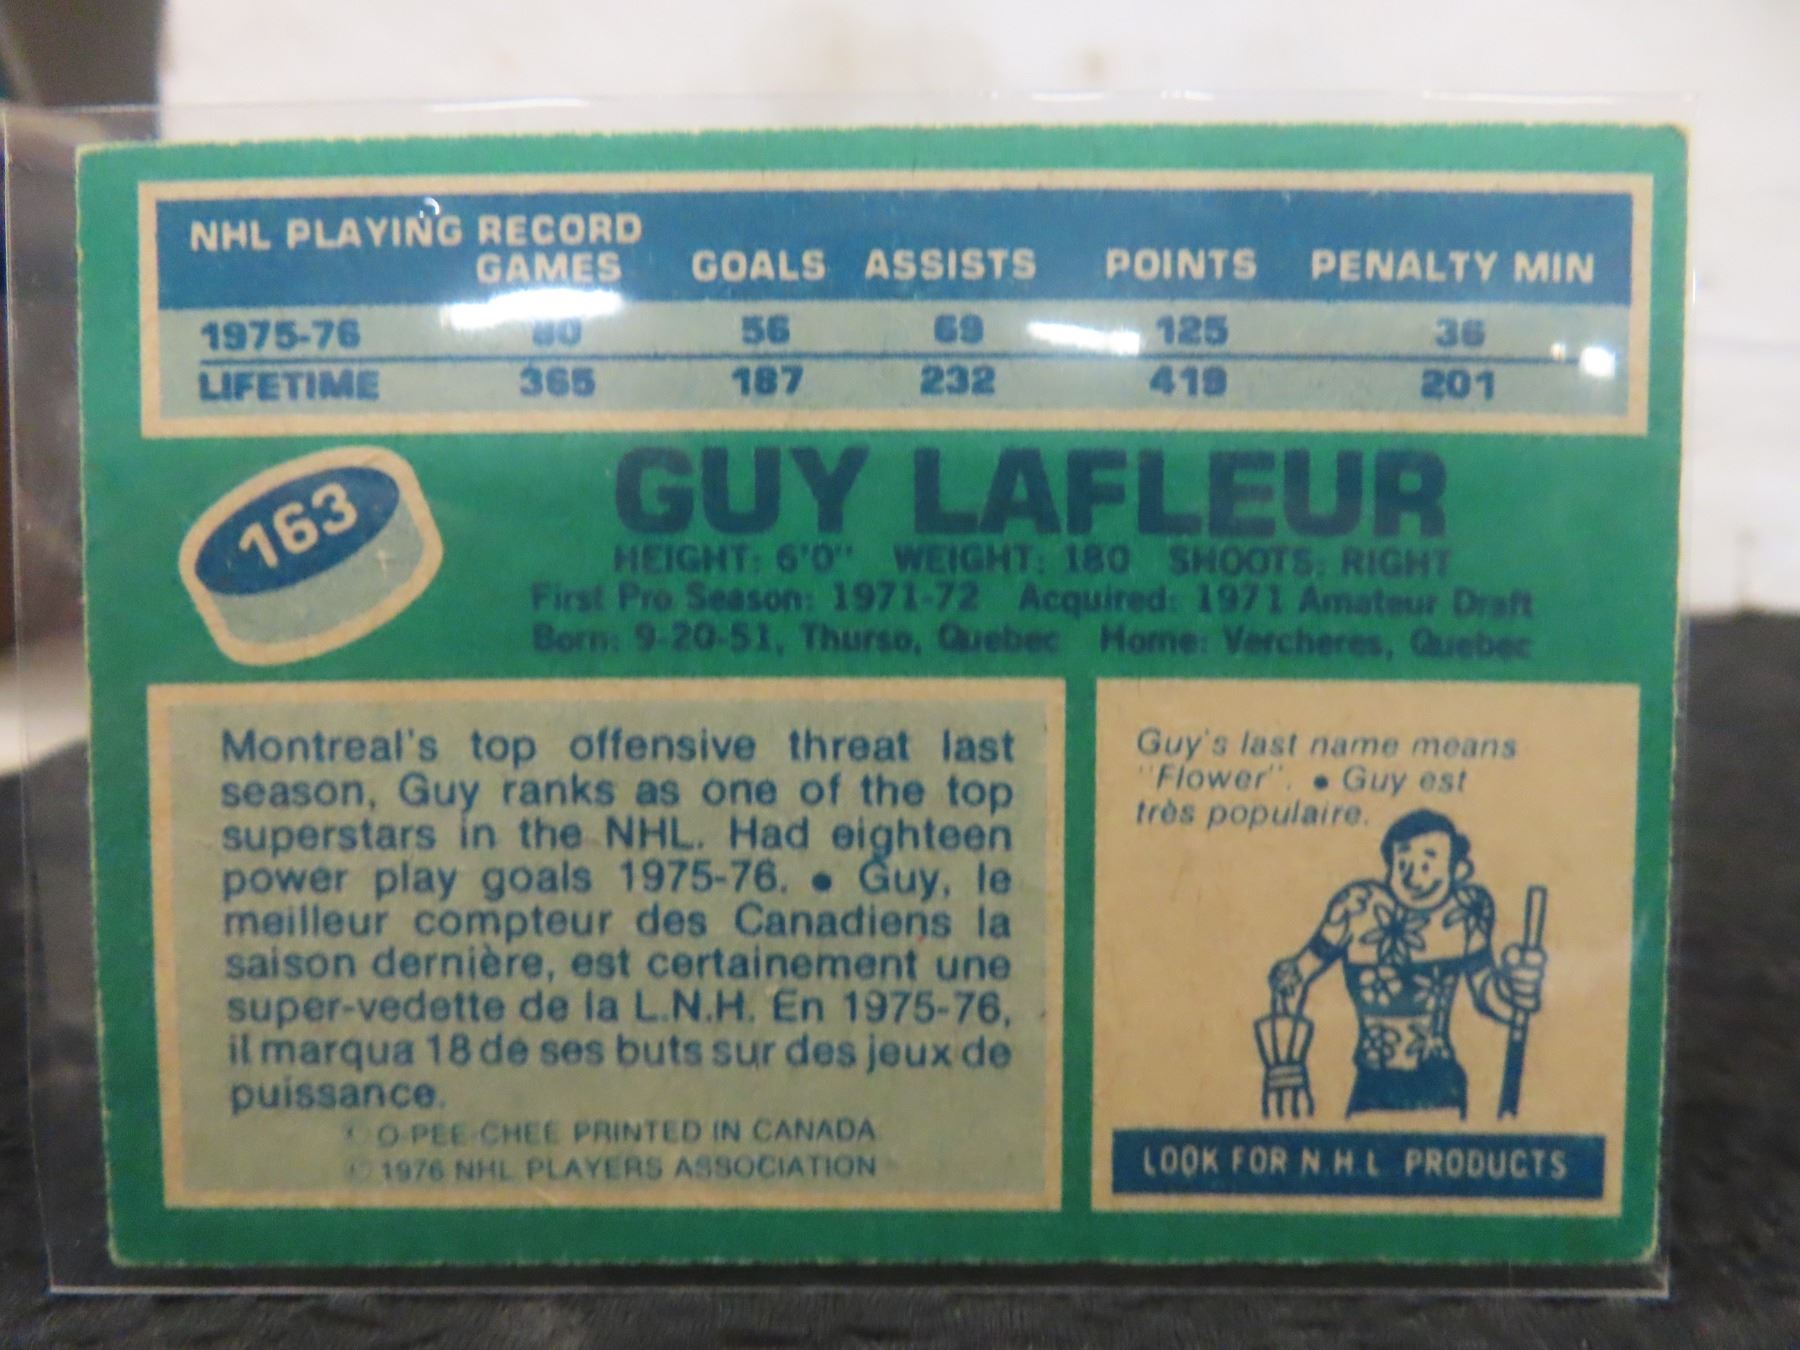 NHL PLAYING RECORD
GAMES GOALS ASSISTS POINTS PENALTY MIN
1975-76 80 56 69 125 36
LIFETIME 365 187 232 419 201
163
GUY LAFLEUR
HEIGHT: 6'0" WEIGHT: 180 SHOOTS: RIGHT
First Pro Season: 1971-72 Acquired: 1971 Amateur Draft
Born: 9-20-51, Thurso, Quebec Home: Vercheres, Quebec
Montreal's top offensive threat last
season, Guy ranks as one of the top
superstars in the NHL. Had eighteen
power play goals 1975-76. • Guy, le
meilleur compteur des Canadiens la
saison dernière, est certainement une
super-vedette de la L.N.H. En 1975-76,
il marqua 18 de ses buts sur des jeux de
puissance.
© O-PEE-CHEE PRINTED IN CANADA
© 1976 NHL PLAYERS ASSOCIATION
Guy's last name means
"Flower". • Guy est
très populaire.
LOOK FOR N.H.L. PRODUCTS